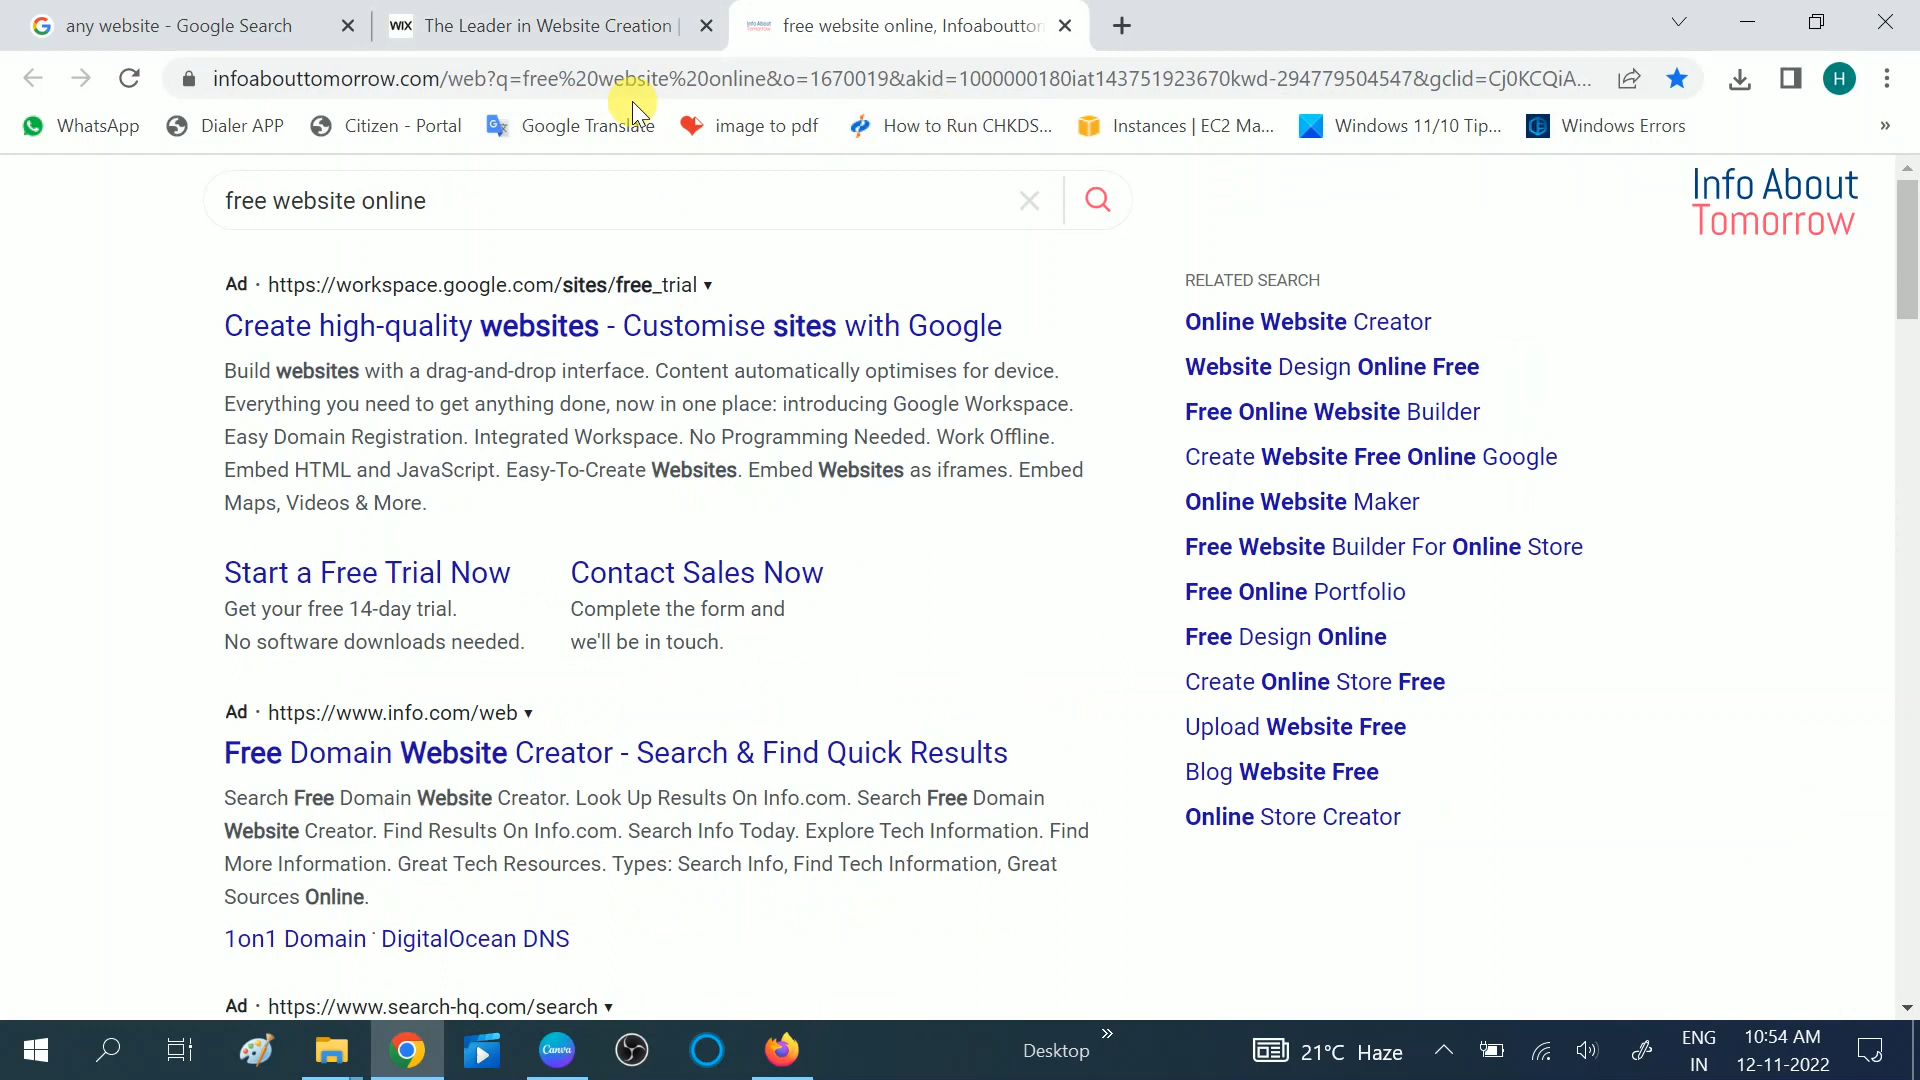 any website - Google Search
WIX The Leader in Website Creation |
Info About Tomorrow free website online, Infoaboutton
infoabouttomorrow.com/web?q=free%20website%20online&o=1670019&akid=1000000180iat143751923670kwd-294779504547&gclid=Cj0KCQiA... H
WhatsApp Dialer APP Citizen - Portal Google Translate image to pdf How to Run CHKDS... Instances | EC2 Ma... Windows 11/10 Tip... Windows Errors »
free website online
Info About
Tomorrow
Ad · https://workspace.google.com/sites/free_trial
Create high-quality websites - Customise sites with Google
Build websites with a drag-and-drop interface. Content automatically optimises for device.
Everything you need to get anything done, now in one place: introducing Google Workspace.
Easy Domain Registration. Integrated Workspace. No Programming Needed. Work Offline.
Embed HTML and JavaScript. Easy-To-Create Websites. Embed Websites as iframes. Embed
Maps, Videos & More.
Start a Free Trial Now
Get your free 14-day trial.
No software downloads needed.
Contact Sales Now
Complete the form and
we'll be in touch.
Ad · https://www.info.com/web
Free Domain Website Creator - Search & Find Quick Results
Search Free Domain Website Creator. Look Up Results On Info.com. Search Free Domain
Website Creator. Find Results On Info.com. Search Info Today. Explore Tech Information. Find
More Information. Great Tech Resources. Types: Search Info, Find Tech Information, Great
Sources Online.
1on1 Domain · DigitalOcean DNS
Ad · https://www.search-hq.com/search
RELATED SEARCH
Online Website Creator
Website Design Online Free
Free Online Website Builder
Create Website Free Online Google
Online Website Maker
Free Website Builder For Online Store
Free Online Portfolio
Free Design Online
Create Online Store Free
Upload Website Free
Blog Website Free
Online Store Creator
Canva
Desktop »
21°C Haze
ENG
IN
10:54 AM
12-11-2022